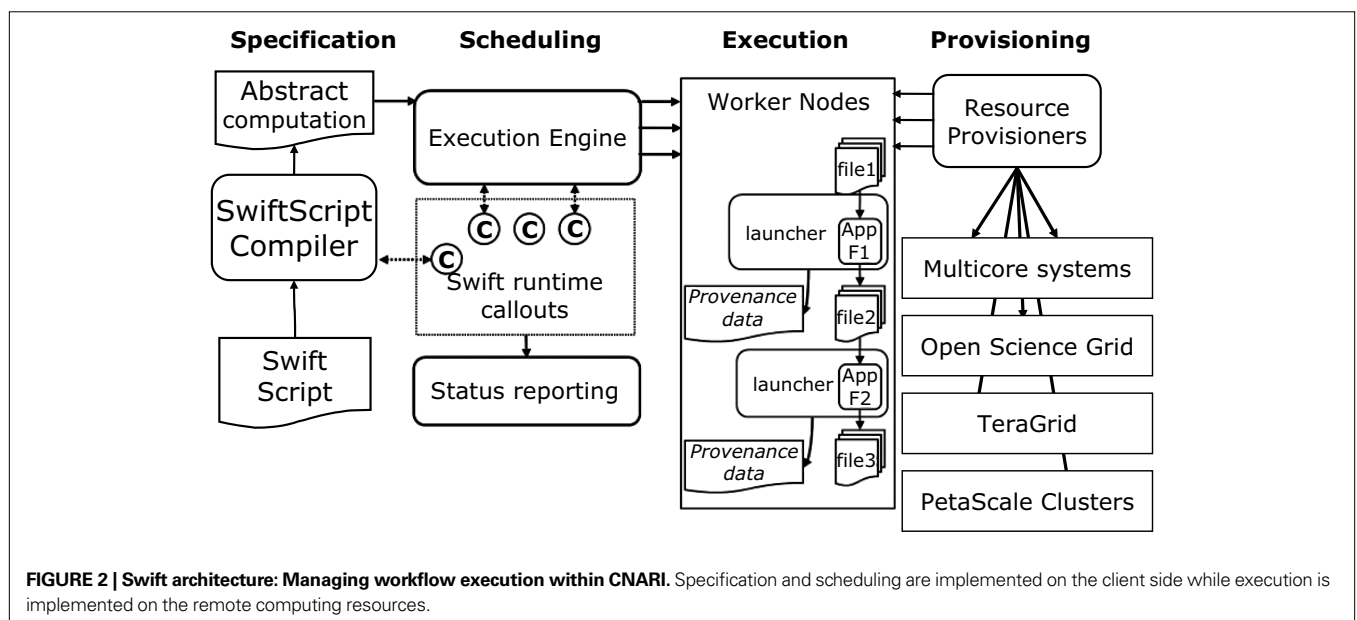 Specification
Scheduling
Execution
Provisioning
Abstract
computation
SwiftScript
Compiler
Swift
Script
Execution Engine
C
C
C
C
Swift runtime
callouts
Status reporting
Worker Nodes
file1
launcher
App
F1
Provenance
data
file2
launcher
App
F2
Provenance
data
file3
Resource
Provisioners
Multicore systems
Open Science Grid
TeraGrid
PetaScale Clusters
FIGURE 2 | Swift architecture: Managing workflow execution within CNARI. Specification and scheduling are implemented on the client side while execution is
implemented on the remote computing resources.